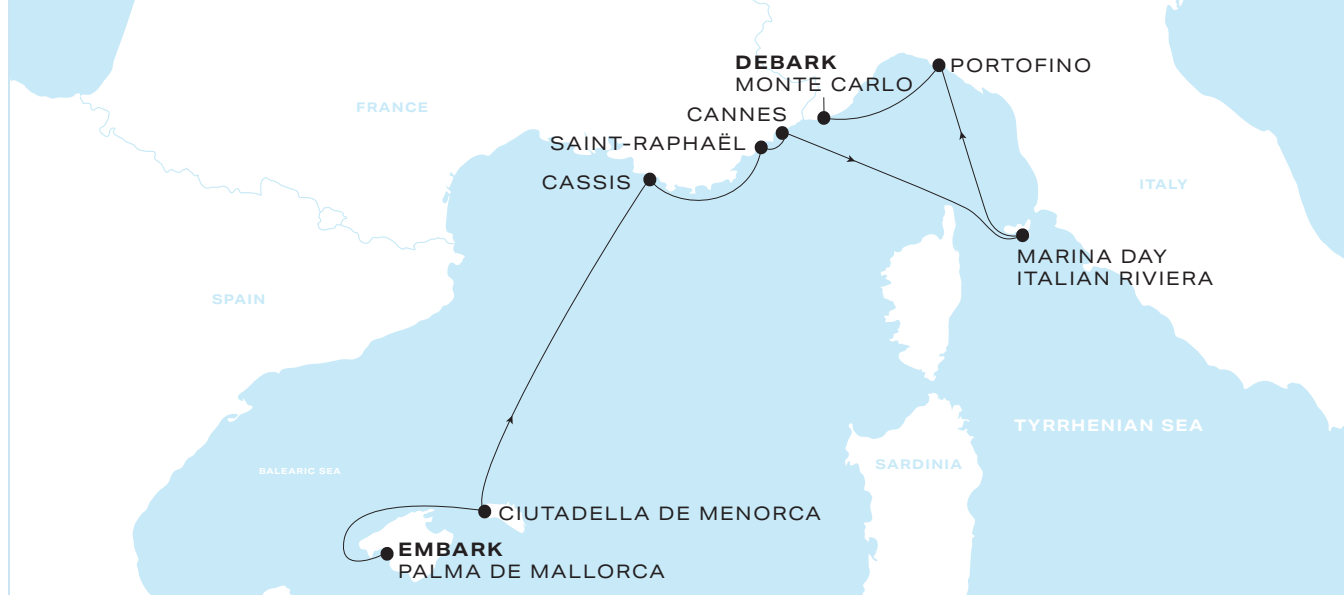 DEBARK
MONTE CARLO
PORTOFINO
FRANCE
CANNES
SAINT-RAPHAËL
CASSIS
ITALY
MARINA DAY
ITALIAN RIVIERA
SPAIN
TYRRHENIAN SEA
SARDINIA
BALEARIC SEA
CIUTADELLA DE MENORCA
EMBARK
PALMA DE MALLORCA